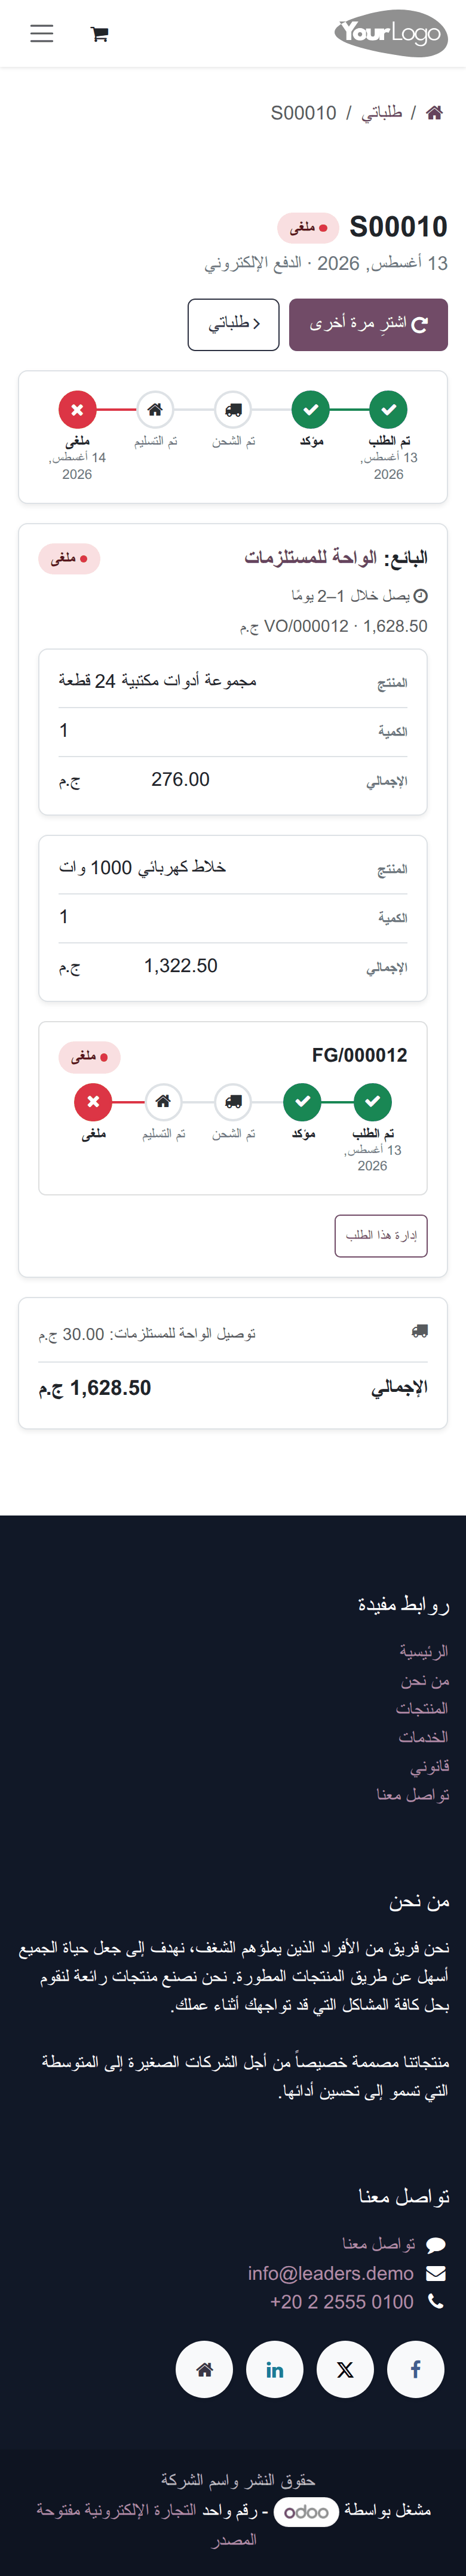 YourLogo
/ طلباتي / S00010
S00010 ملغى
13 أغسطس, 2026 · الدفع الإلكتروني
اشترِ مرة أخرى
طلباتي
تم الطلب
13 أغسطس,
2026
مؤكد
تم الشحن
تم التسليم
ملغى
14 أغسطس,
2026
البائع: الواحة للمستلزمات
ملغى
يصل خلال 1–2 يومًا
VO/000012 · 1,628.50 ج.م
المنتج مجموعة أدوات مكتبية 24 قطعة
الكمية 1
الإجمالي 276.00 ج.م
المنتج خلاط كهربائي 1000 وات
الكمية 1
الإجمالي 1,322.50 ج.م
FG/000012
ملغى
تم الطلب
13 أغسطس,
2026
مؤكد
تم الشحن
تم التسليم
ملغى
إدارة هذا الطلب
توصيل الواحة للمستلزمات: 30.00 ج.م
الإجمالي 1,628.50 ج.م
روابط مفيدة
الرئيسية
من نحن
المنتجات
الخدمات
قانوني
تواصل معنا
من نحن
نحن فريق من الأفراد الذين يملؤهم الشغف، نهدف إلى جعل حياة الجميع
أسهل عن طريق المنتجات المطورة. نحن نصنع منتجات رائعة لنقوم
بحل كافة المشاكل التي قد تواجهك أثناء عملك.
منتجاتنا مصممة خصيصاً من أجل الشركات الصغيرة إلى المتوسطة
التي تسمو إلى تحسين أدائها.
تواصل معنا
تواصل معنا
info@leaders.demo
+20 2 2555 0100
حقوق النشر واسم الشركة
مشغل بواسطة odoo - رقم واحد التجارة الإلكترونية مفتوحة
المصدر